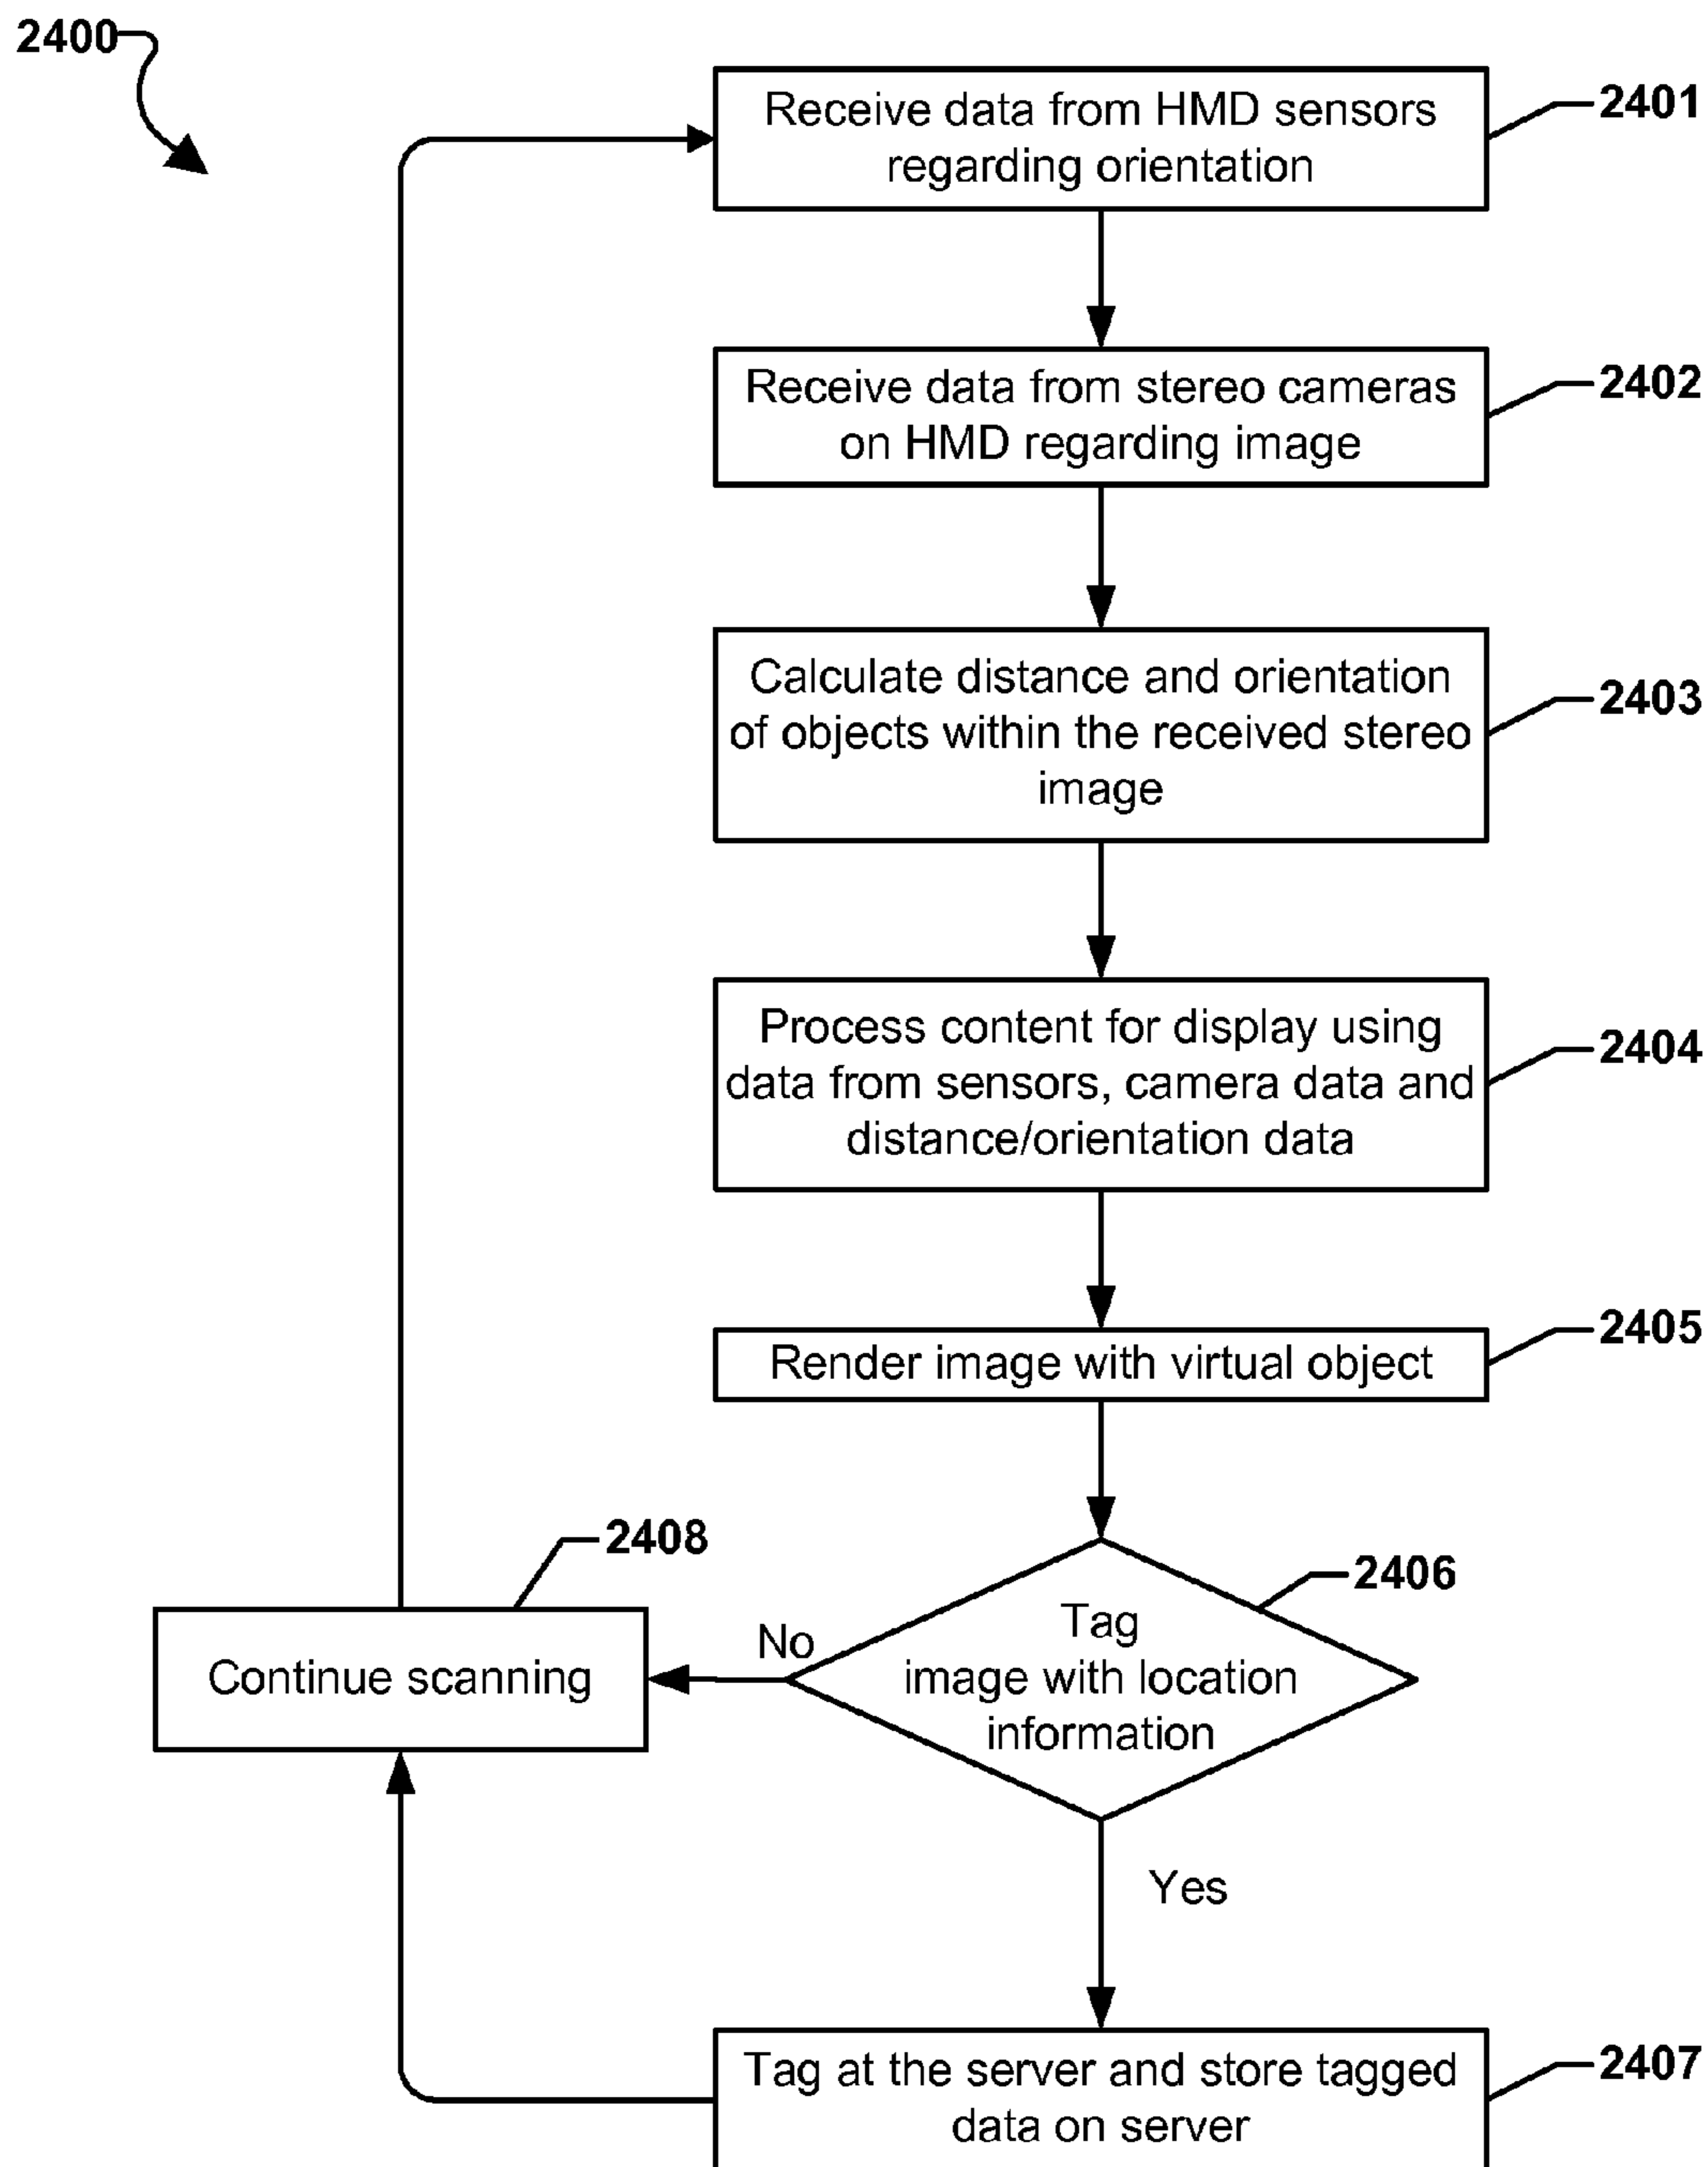 2400
Receive data from HMD sensors
regarding orientation
2401
Receive data from stereo cameras
on HMD regarding image
2402
Calculate distance and orientation
of objects within the received stereo
image
2403
Process content for display using
data from sensors, camera data and
distance/orientation data
2404
Render image with virtual object
2405
Tag
image with location
information
2406
No
Continue scanning
2408
Yes
Tag at the server and store tagged
data on server
2407